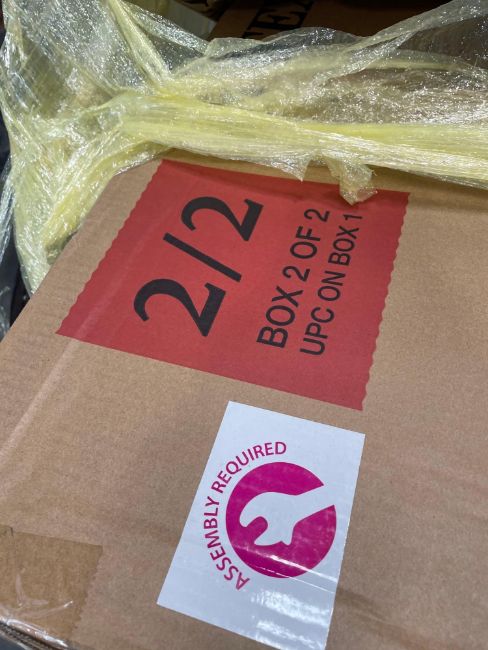 2/2
BOX 2 OF 2
UPC ON BOX 1
ASSEMBLY REQUIRED